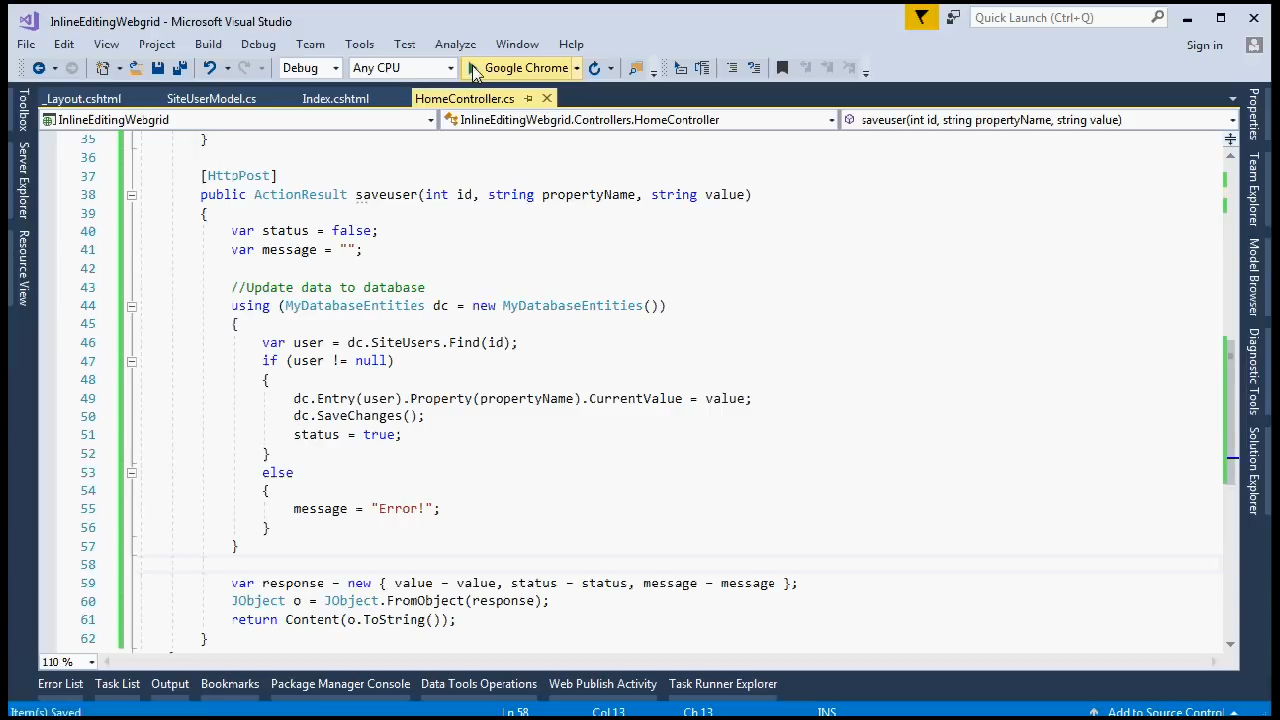 InlineEditingWebgrid - Microsoft Visual Studio
Quick Launch (Ctrl+Q)
File Edit View Project Build Debug Team Tools Test Analyze Window Help
Sign in
Debug Any CPU Google Chrome
_Layout.cshtml SiteUserModel.cs Index.cshtml HomeController.cs
InlineEditingWebgrid InlineEditingWebgrid.Controllers.HomeController saveuser(int id, string propertyName, string value)
Toolbox
Server Explorer
Resource View
35 }
36
37 [HttpPost]
38 public ActionResult saveuser(int id, string propertyName, string value)
39 {
40 var status = false;
41 var message = "";
42
43 //Update data to database
44 using (MyDatabaseEntities dc = new MyDatabaseEntities())
45 {
46 var user = dc.SiteUsers.Find(id);
47 if (user != null)
48 {
49 dc.Entry(user).Property(propertyName).CurrentValue = value;
50 dc.SaveChanges();
51 status = true;
52 }
53 else
54 {
55 message = "Error!";
56 }
57 }
58
59 var response = new { value = value, status = status, message = message };
60 JObject o = JObject.FromObject(response);
61 return Content(o.ToString());
62 }
Properties
Team Explorer
Model Browser
Diagnostic Tools
Solution Explorer
110 %
Error List Task List Output Bookmarks Package Manager Console Data Tools Operations Web Publish Activity Task Runner Explorer
Item(s) Saved Ln 58 Col 13 Ch 13 INS Add to Source Control